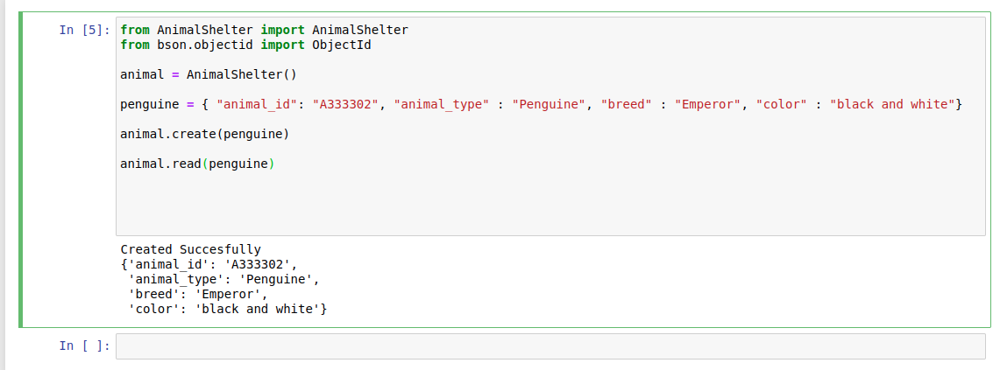 In [5]:
from AnimalShelter import AnimalShelter
from bson.objectid import ObjectId
animal = AnimalShelter()
penguine = { "animal_id": "A333302", "animal_type" : "Penguine", "breed" : "Emperor", "color" : "black and white"}
animal.create(penguine)
animal.read(penguine)
Created Succesfully
{'animal_id': 'A333302',
'animal_type': 'Penguine',
'breed': 'Emperor',
'color': 'black and white'}
In [ ]: